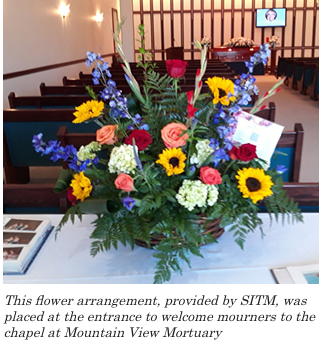 This flower arrangement, provided by SITM, was
placed at the entrance to welcome mourners to the
chapel at Mountain View Mortuary